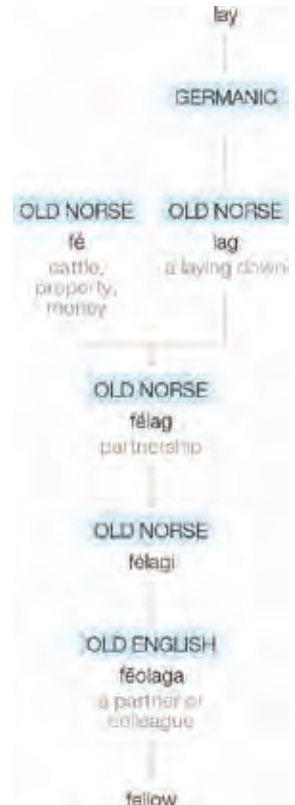 lay
GERMANIC
OLD NORSE
fé
cattle,
property,
money
OLD NORSE
lag
a laying down
OLD NORSE
félag
partnership
OLD NORSE
félagi
OLD ENGLISH
fēolaga
a partner or
colleague
fellow